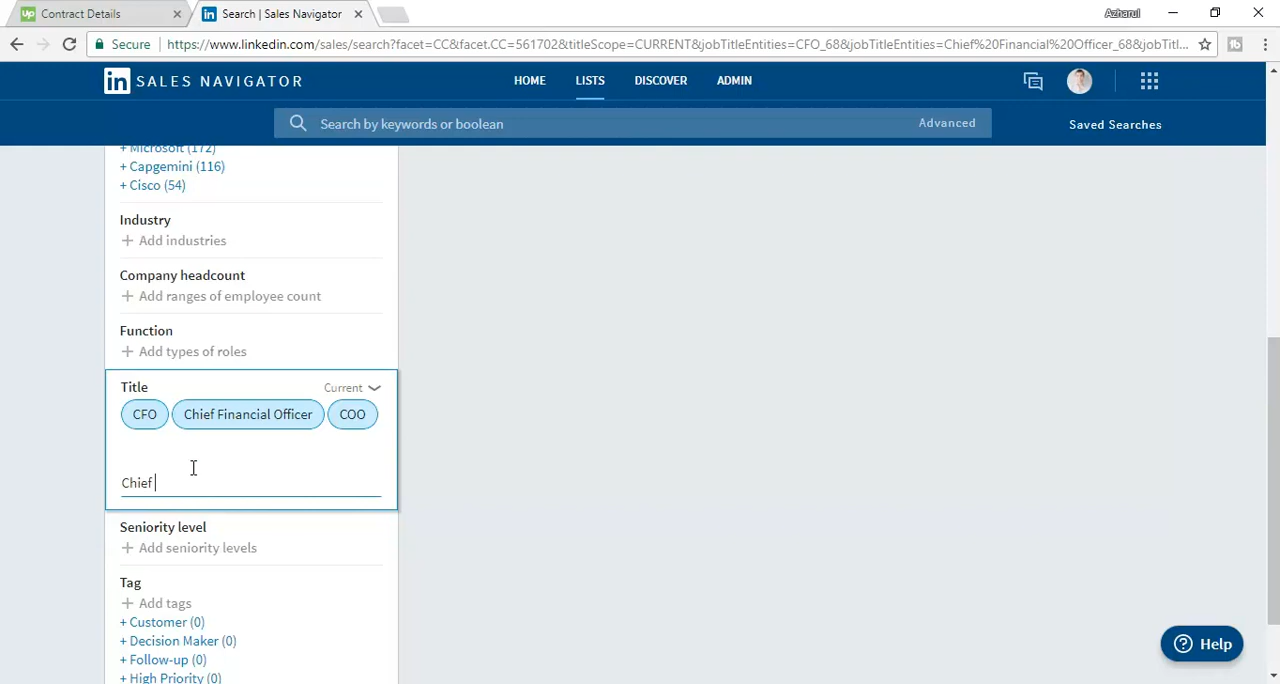 up Contract Details
in Search | Sales Navigator
Azharul
Secure https://www.linkedin.com/sales/search?facet=CC&facet.CC=561702&titleScope=CURRENT&jobTitleEntities=CFO_68&jobTitleEntities=Chief%20Financial%20Officer_68&jobTitl...
in SALES NAVIGATOR HOME LISTS DISCOVER ADMIN
Search by keywords or boolean Advanced Saved Searches
+ Microsoft (172)
+ Capgemini (116)
+ Cisco (54)
Industry
+ Add industries
Company headcount
+ Add ranges of employee count
Function
+ Add types of roles
Title Current
CFO Chief Financial Officer COO
Chief
Seniority level
+ Add seniority levels
Tag
+ Add tags
+ Customer (0)
+ Decision Maker (0)
+ Follow-up (0)
+ High Priority (0)
? Help